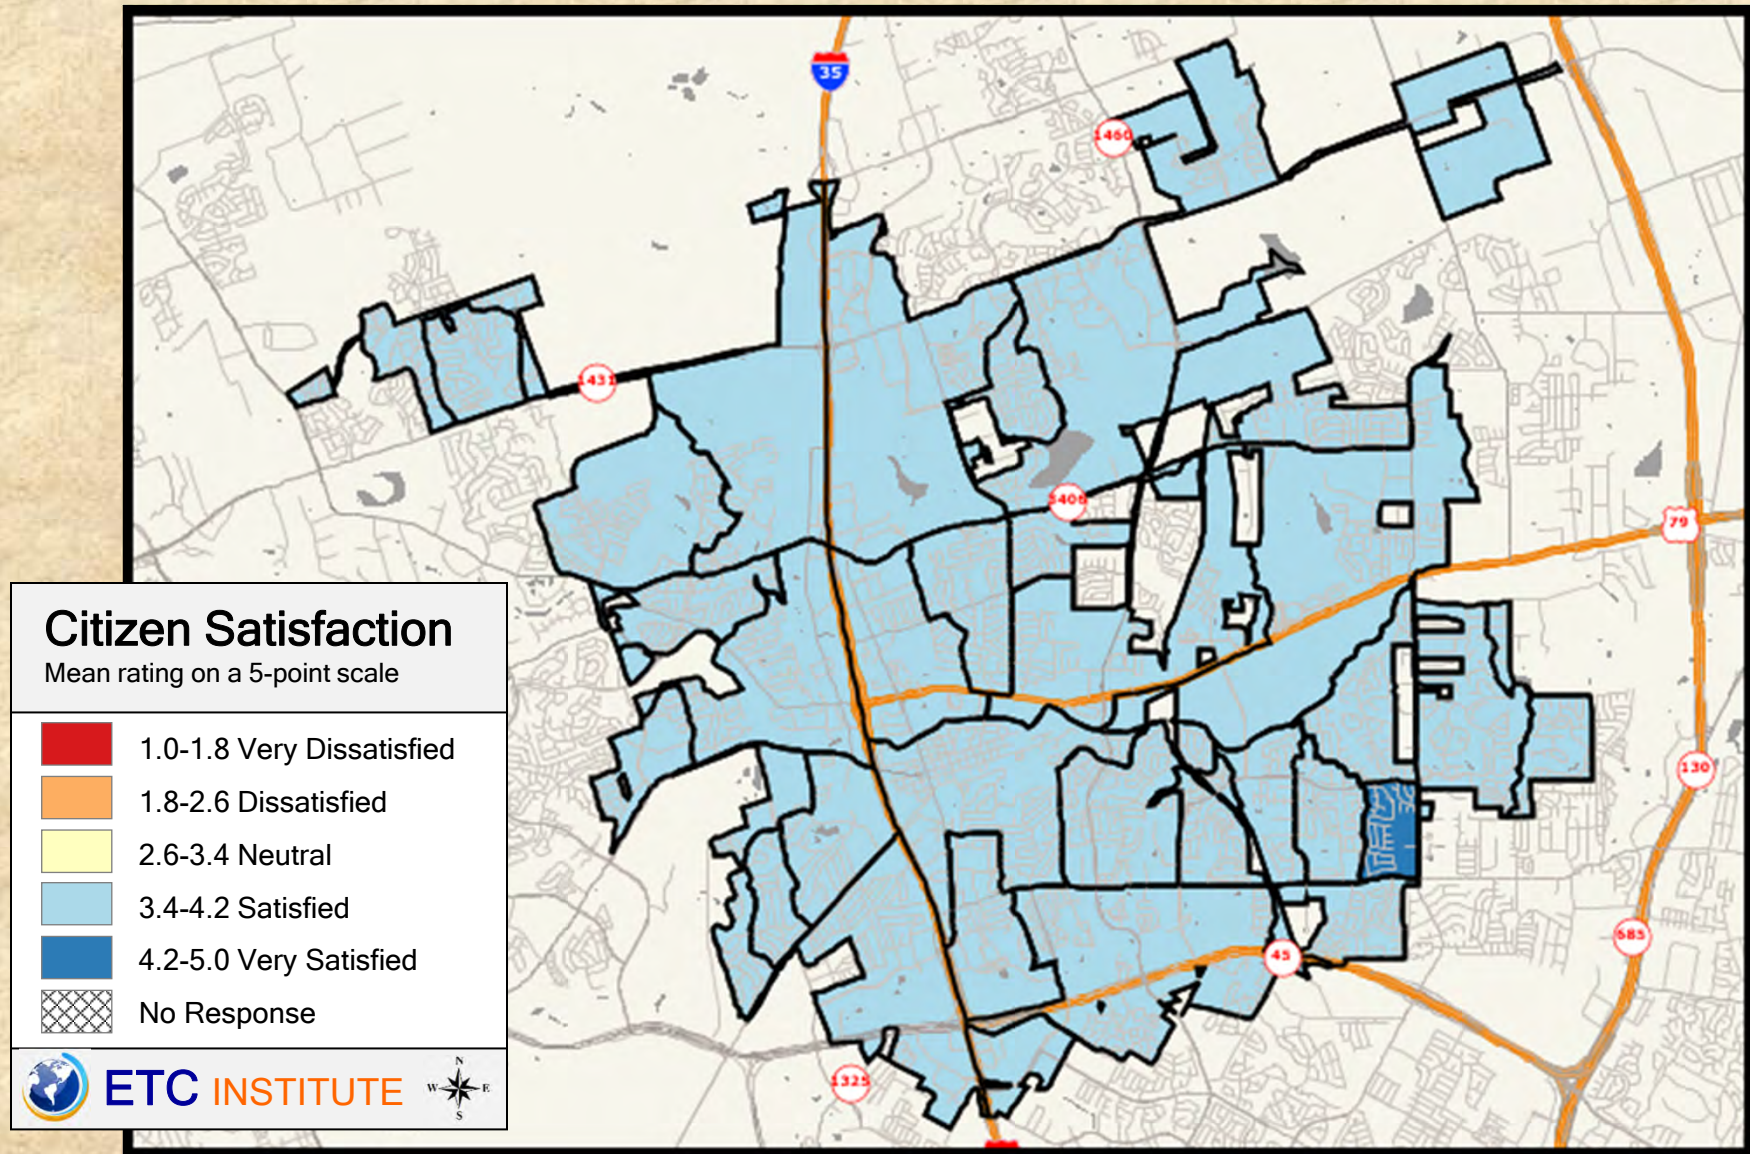 35
1460
1431
3406
79
Citizen Satisfaction
Mean rating on a 5-point scale
1.0-1.8 Very Dissatisfied
1.8-2.6 Dissatisfied
2.6-3.4 Neutral
3.4-4.2 Satisfied
4.2-5.0 Very Satisfied
No Response
130
685
45
1325
ETC INSTITUTE
N
W E
S